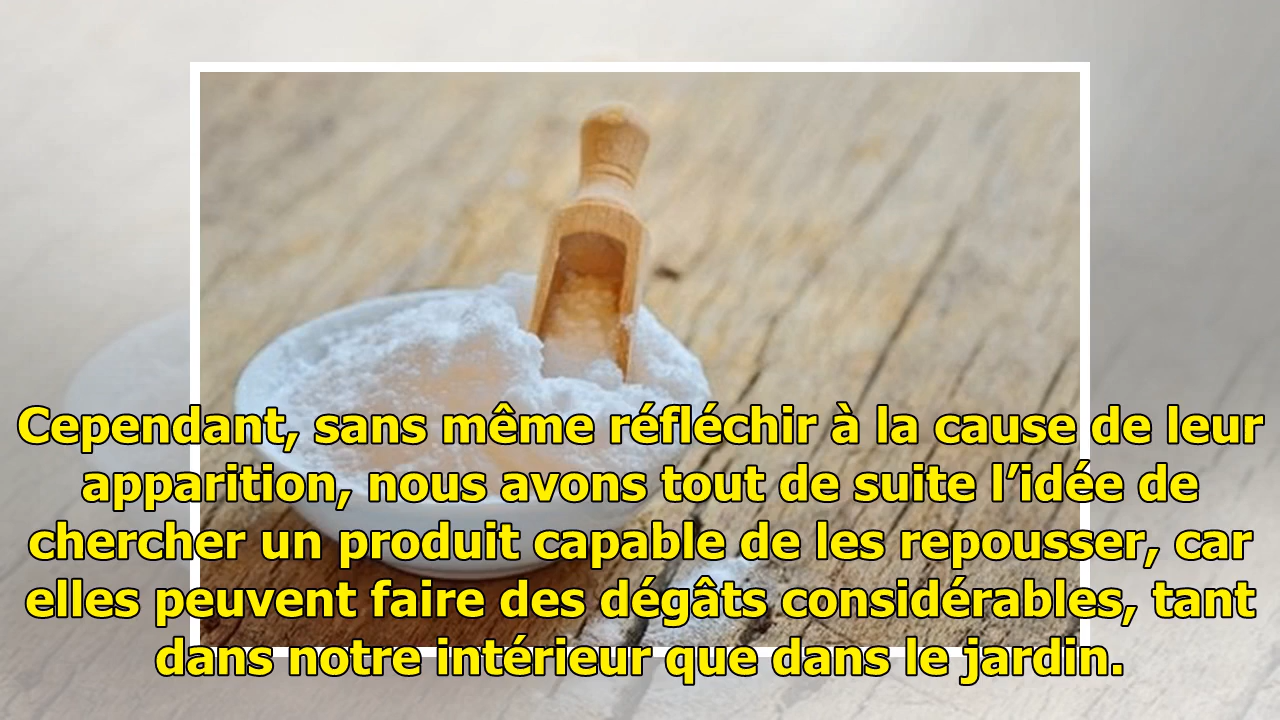 Cependant, sans même réfléchir à la cause de leur
apparition, nous avons tout de suite l’idée de
chercher un produit capable de les repousser, car
elles peuvent faire des dégâts considérables, tant
dans notre intérieur que dans le jardin.